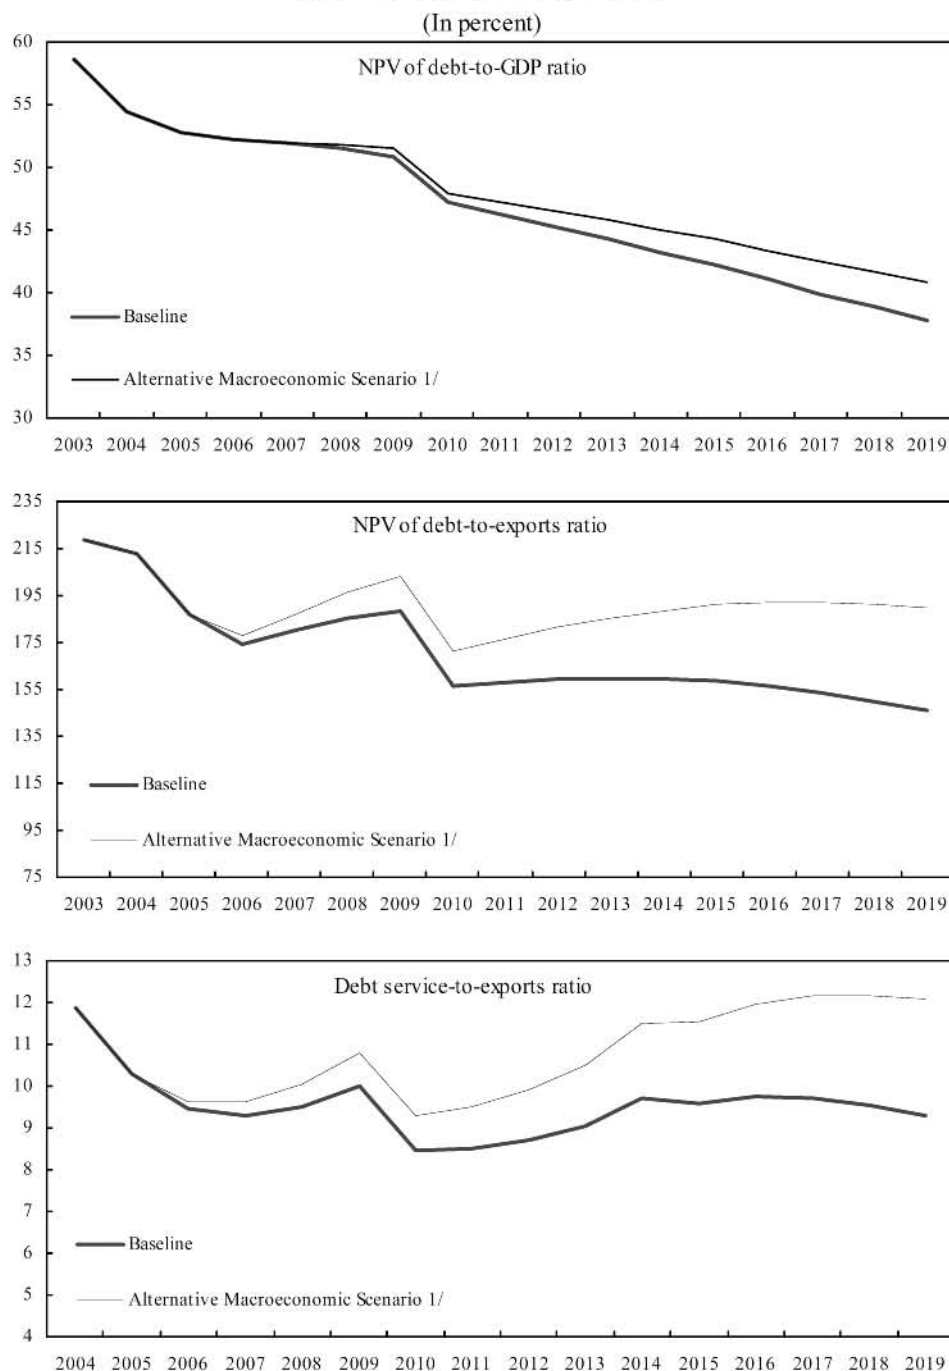 (In percent)
NPV of debt-to-GDP ratio
60
55
50
45
40
35
30
Baseline
Alternative Macroeconomic Scenario 1/
2003 2004 2005 2006 2007 2008 2009 2010 2011 2012 2013 2014 2015 2016 2017 2018 2019
NPV of debt-to-exports ratio
235
215
195
175
155
135
115
95
75
Baseline
Alternative Macroeconomic Scenario 1/
2003 2004 2005 2006 2007 2008 2009 2010 2011 2012 2013 2014 2015 2016 2017 2018 2019
Debt service-to-exports ratio
13
12
11
10
9
8
7
6
5
4
Baseline
Alternative Macroeconomic Scenario 1/
2004 2005 2006 2007 2008 2009 2010 2011 2012 2013 2014 2015 2016 2017 2018 2019